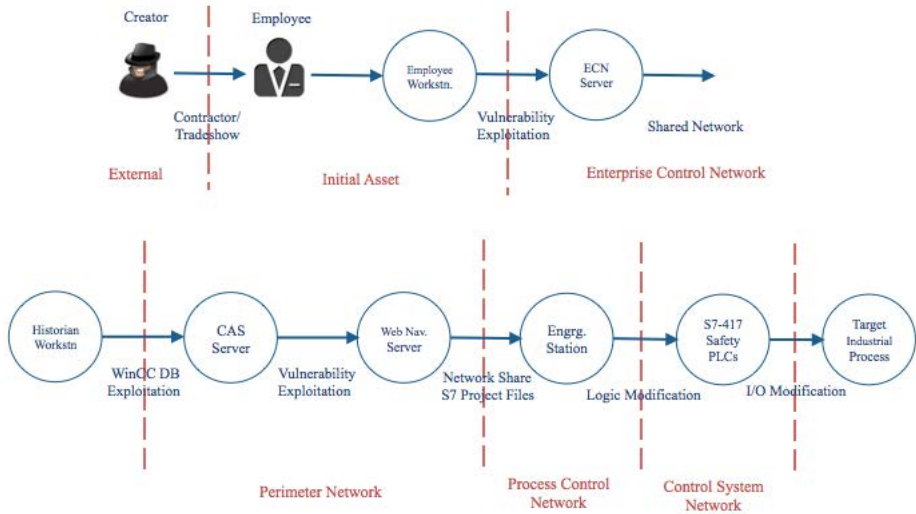 Creator
Employee
Employee
Workstn.
ECN
Server
Contractor/
Tradeshow
Vulnerability
Exploitation
Shared Network
External
Initial Asset
Enterprise Control Network
Historian
Workstn
CAS
Server
Web Nav.
Server
Engrg.
Station
S7-417
Safety
PLCs
Target
Industrial
Process
WinCC DB
Exploitation
Vulnerability
Exploitation
Network Share
S7 Project Files
Logic Modification
I/O Modification
Perimeter Network
Process Control
Network
Control System
Network